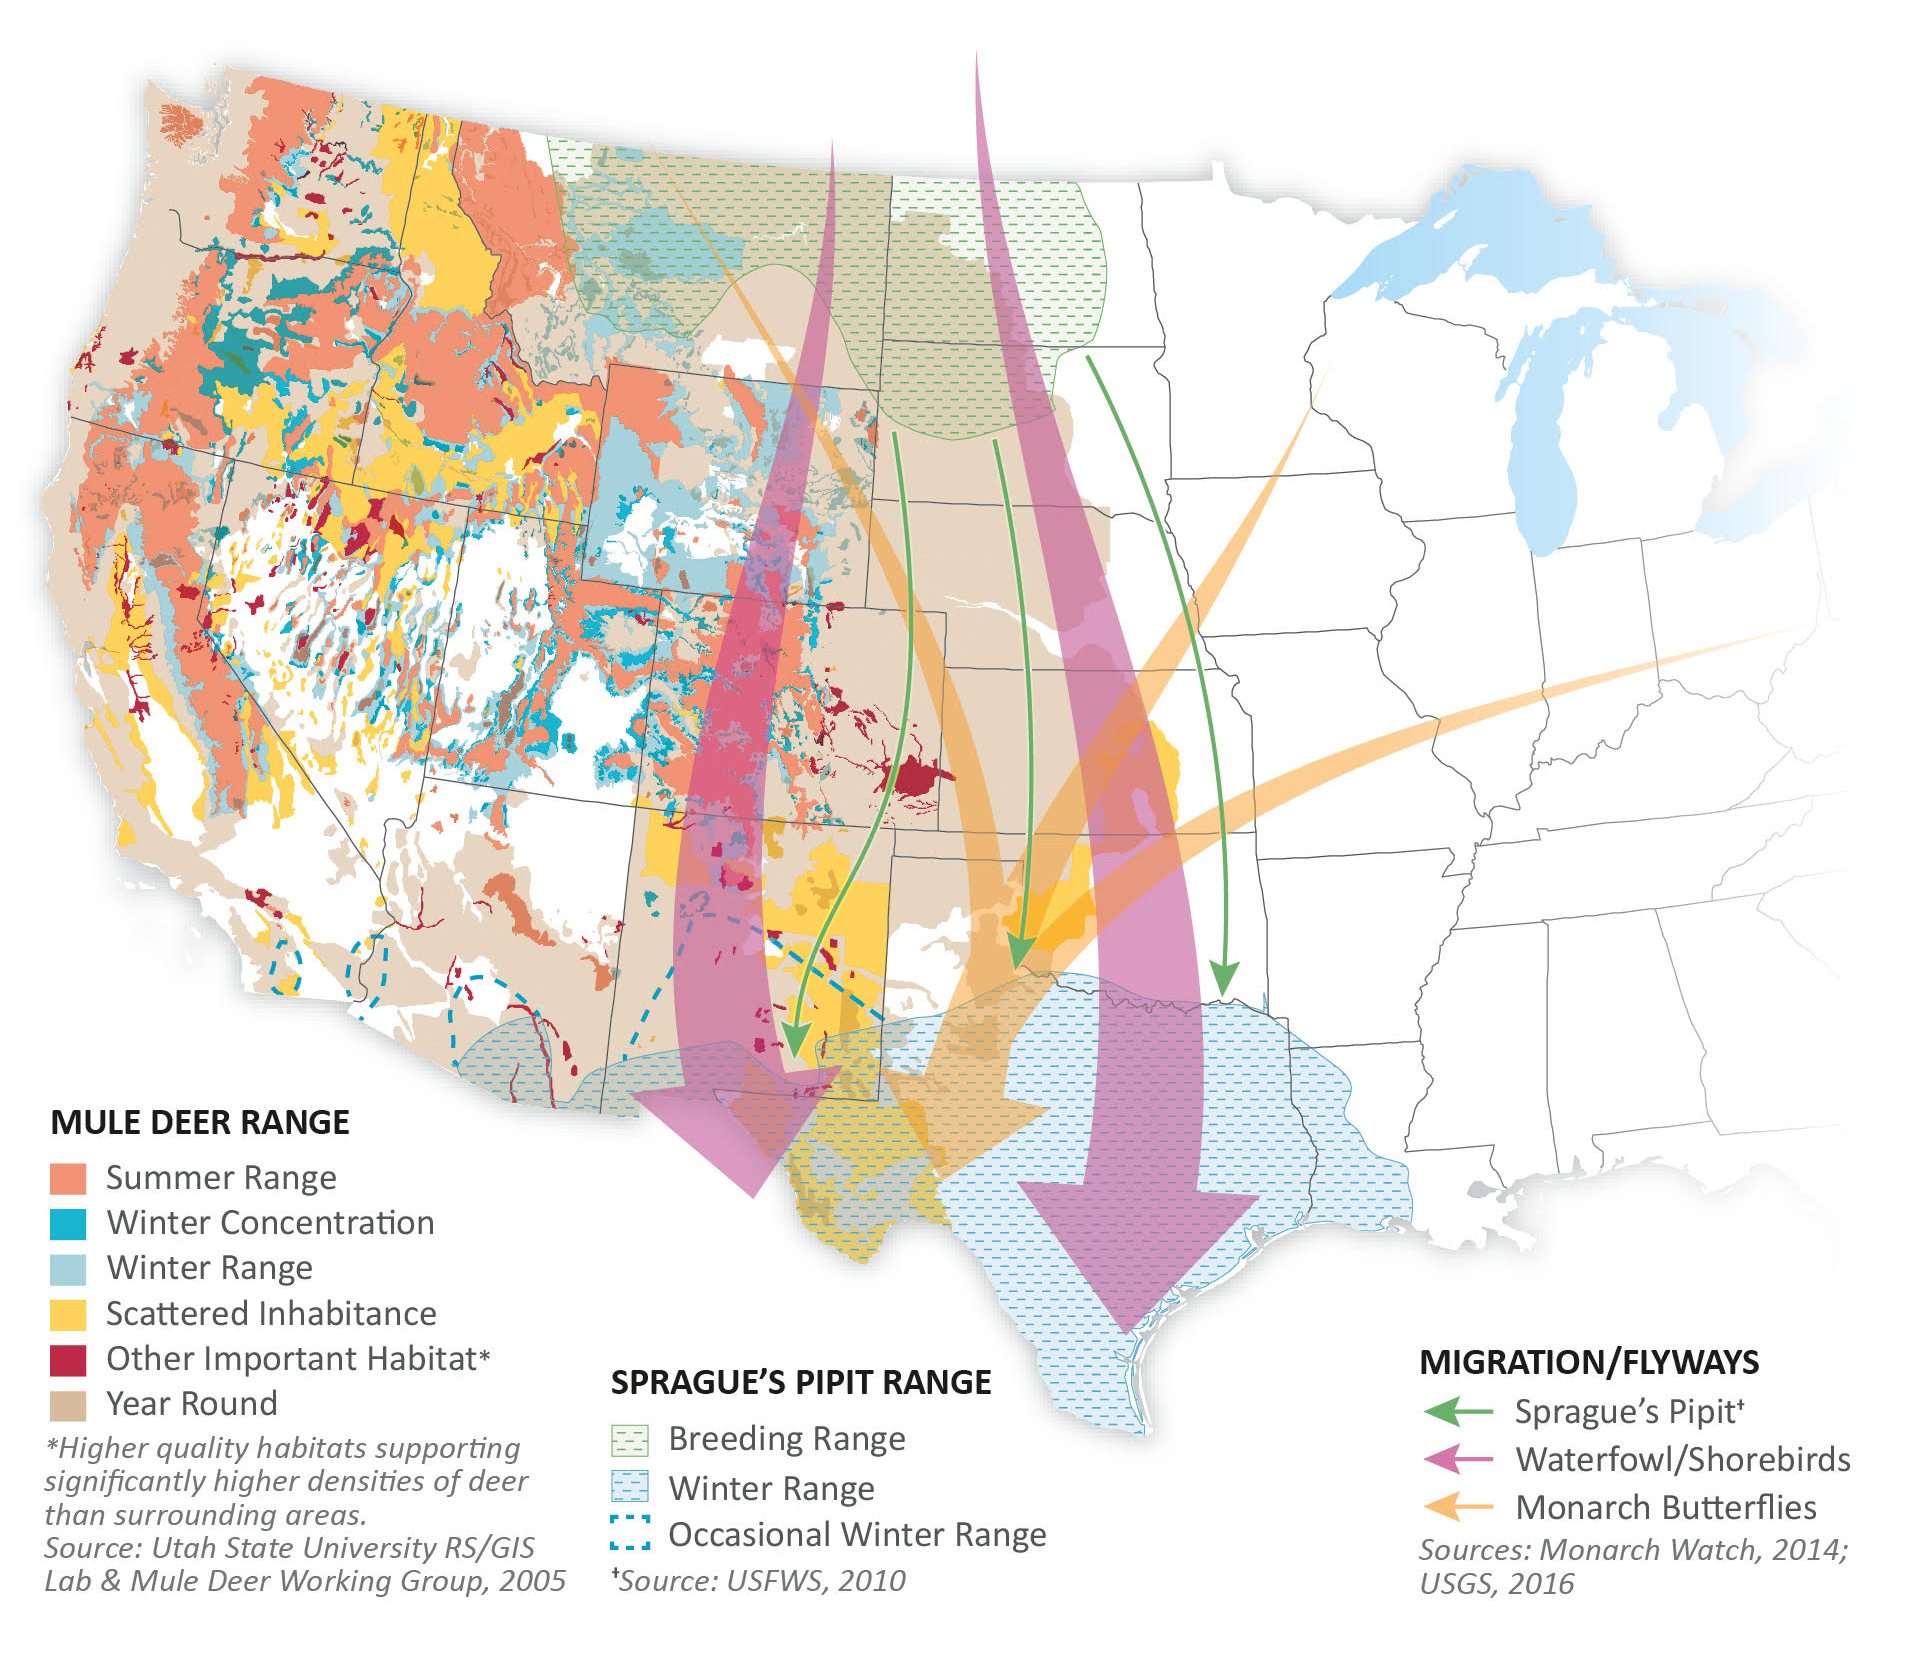 MULE DEER RANGE
Summer Range
Winter Concentration
Winter Range
Scattered Inhabitance
Other Important Habitat*
Year Round
*Higher quality habitats supporting
significantly higher densities of deer
than surrounding areas.
Source: Utah State University RS/GIS
Lab & Mule Deer Working Group, 2005
SPRAGUE’S PIPIT RANGE
Breeding Range
Winter Range
Occasional Winter Range
†Source: USFWS, 2010
MIGRATION/FLYWAYS
Sprague’s Pipit†
Waterfowl/Shorebirds
Monarch Butterflies
Sources: Monarch Watch, 2014;
USGS, 2016